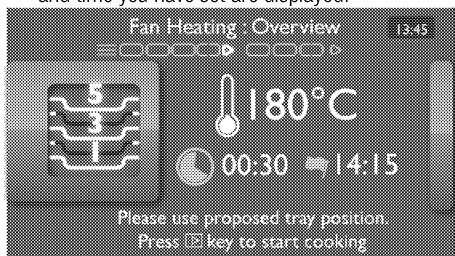 and time you have set are displayed.
Fan Heating : Overview
13:45
5
3
1
180°C
00:30
14:15
Please use proposed tray position.
Press key to start cooking